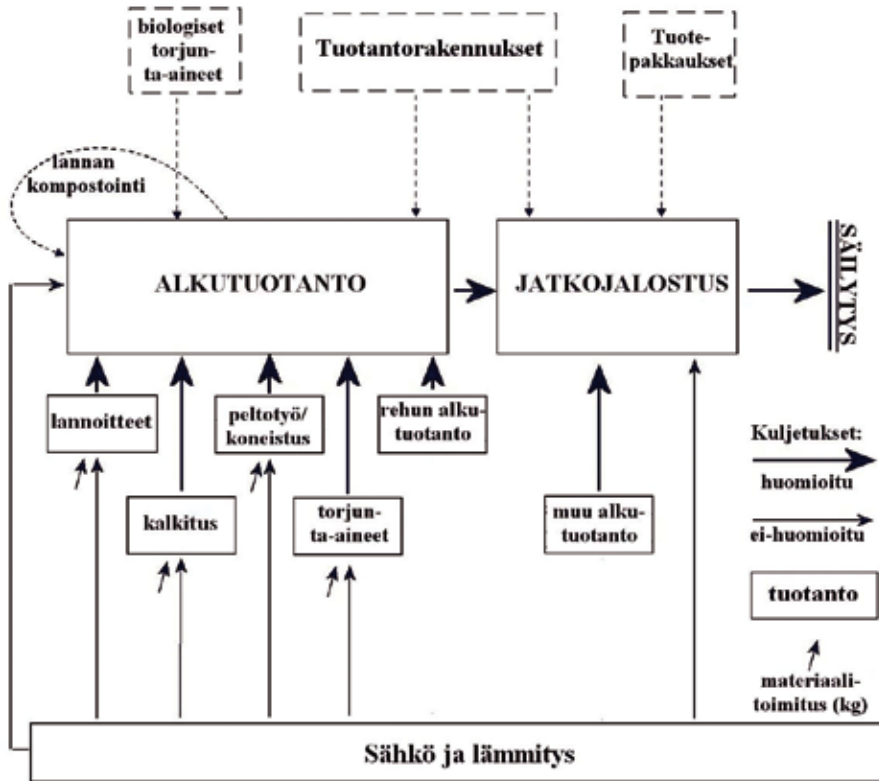 biologiset
torjun-
ta-aineet
Tuotantorakennukset
Tuote-
pakkaukset
lannan
kompostointi
ALKUTUOTANTO
JATKOJALOSTUS
SÄILYTYS
lannoitteet
peltotyö/
koneistus
rehun alku-
tuotanto
kalkitus
torjun-
ta-aineet
muu alku-
tuotanto
Kuljetukset:
huomioitu
ei-huomioitu
tuotanto
materiaali-
toimitus (kg)
Sähkö ja lämmitys